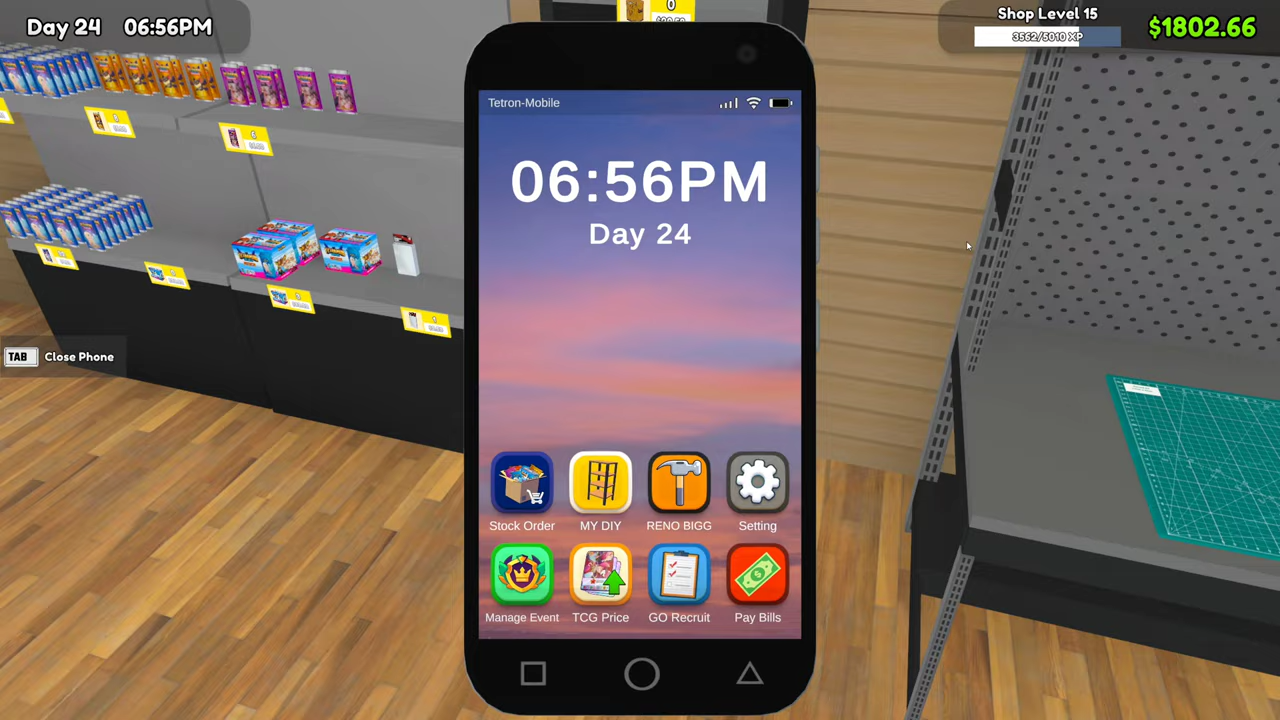 Day 24 06:56PM
0
Shop Level 15
3562/5010 XP
$1802.66
Tetron-Mobile
06:56PM
Day 24
TAB Close Phone
Stock Order
MY DIY
RENO BIGG
Setting
Manage Event
TCG Price
GO Recruit
Pay Bills